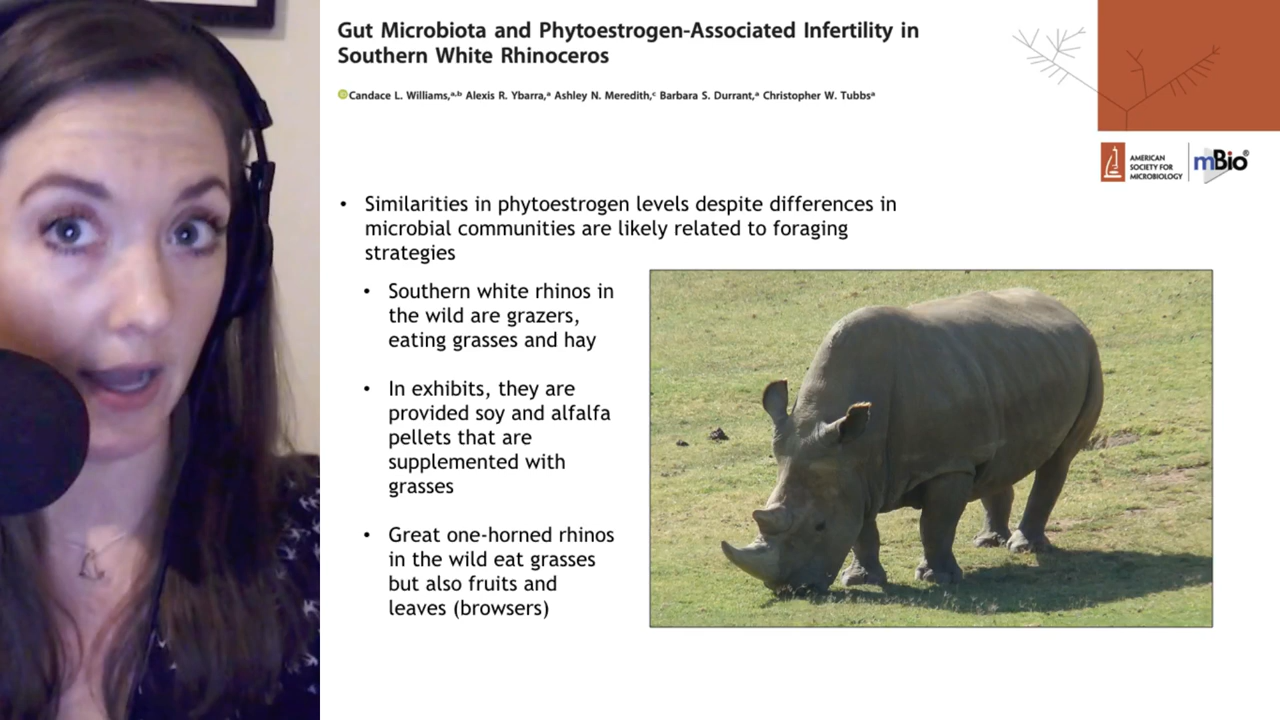 Gut Microbiota and Phytoestrogen-Associated Infertility in
Southern White Rhinoceros
Candace L. Williams,ᵃ,ᵇ Alexis R. Ybarra,ᵃ Ashley N. Meredith,ᶜ Barbara S. Durrant,ᵃ Christopher W. Tubbsᵃ
AMERICAN
SOCIETY FOR
MICROBIOLOGY
mBio®
• Similarities in phytoestrogen levels despite differences in
microbial communities are likely related to foraging
strategies
• Southern white rhinos in
the wild are grazers,
eating grasses and hay
• In exhibits, they are
provided soy and alfalfa
pellets that are
supplemented with
grasses
• Great one-horned rhinos
in the wild eat grasses
but also fruits and
leaves (browsers)